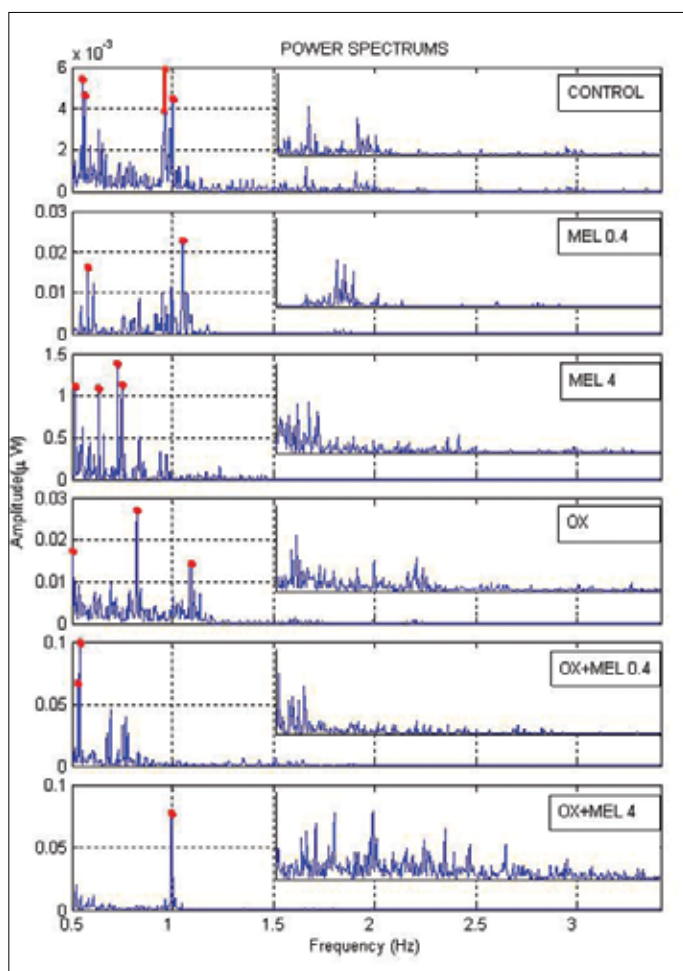 POWER SPECTRUMS
x 10⁻³
6
4
2
0
CONTROL
0.03
0.02
0.01
0
MEL 0.4
1.5
1
0.5
0
MEL 4
Amplitude(μ W)
0.03
0.02
0.01
0
OX
0.1
0.05
0
OX+MEL 0.4
0.1
0.05
0
OX+MEL 4
0.5 1 1.5 2 2.5 3
Frequency (Hz)